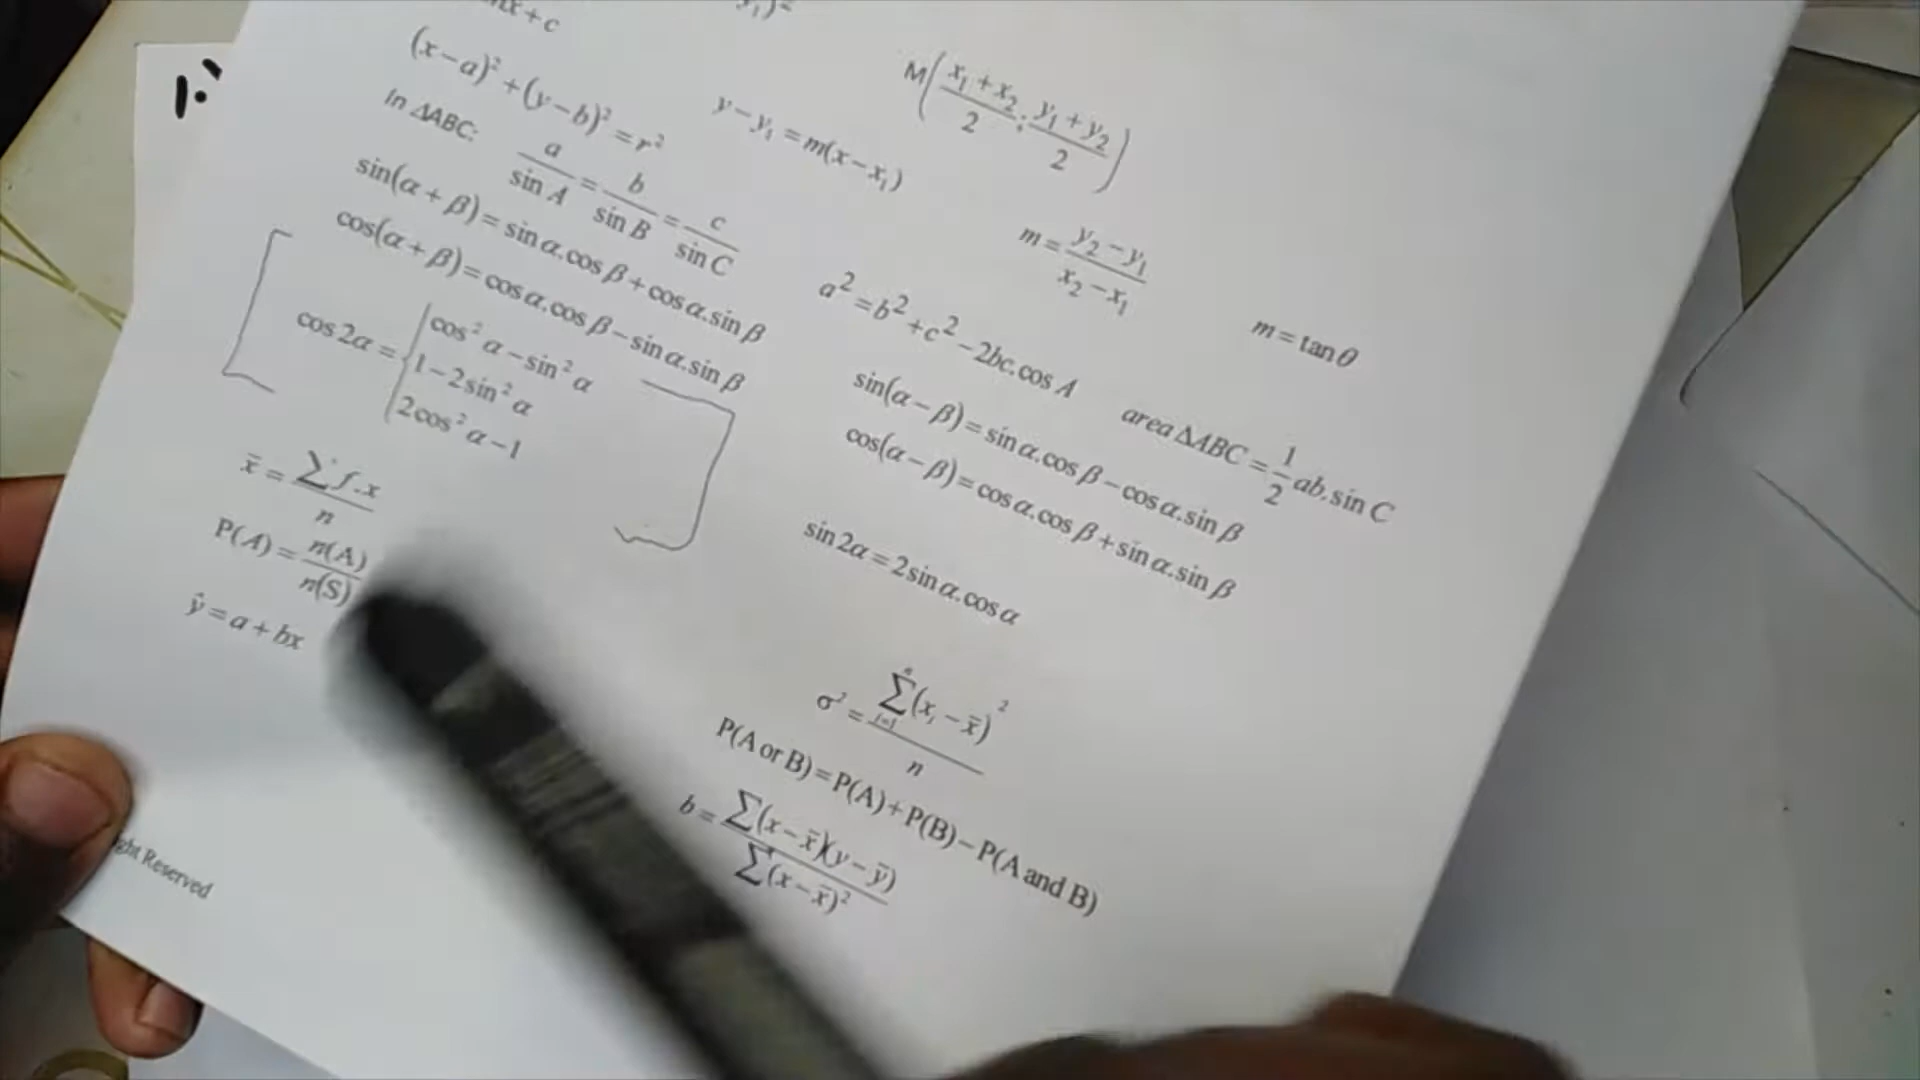 x + c
(x − a)² + (y − b)² = r²
y − y₁ = m(x − x₁)
M((x₁ + x₂)/2 ; (y₁ + y₂)/2)
m = (y₂ − y₁)/(x₂ − x₁)
m = tan θ
In ΔABC:
a/sin A = b/sin B = c/sin C
a² = b² + c² − 2bc.cos A
area ΔABC = 1/2 ab.sin C
sin(α + β) = sin α.cos β + cos α.sin β
sin(α − β) = sin α.cos β − cos α.sin β
cos(α + β) = cos α.cos β − sin α.sin β
cos(α − β) = cos α.cos β + sin α.sin β
cos 2α = { cos² α − sin² α
1 − 2sin² α
2cos² α − 1
sin 2α = 2sin α.cos α
x̄ = ∑f.x/n
σ² = ∑ⁿᵢ₌₁(xᵢ − x̄)²/n
P(A) = n(A)/n(S)
P(A or B) = P(A) + P(B) − P(A and B)
ŷ = a + bx
b = ∑(x − x̄)(y − ȳ)/∑(x − x̄)²
ght Reserved